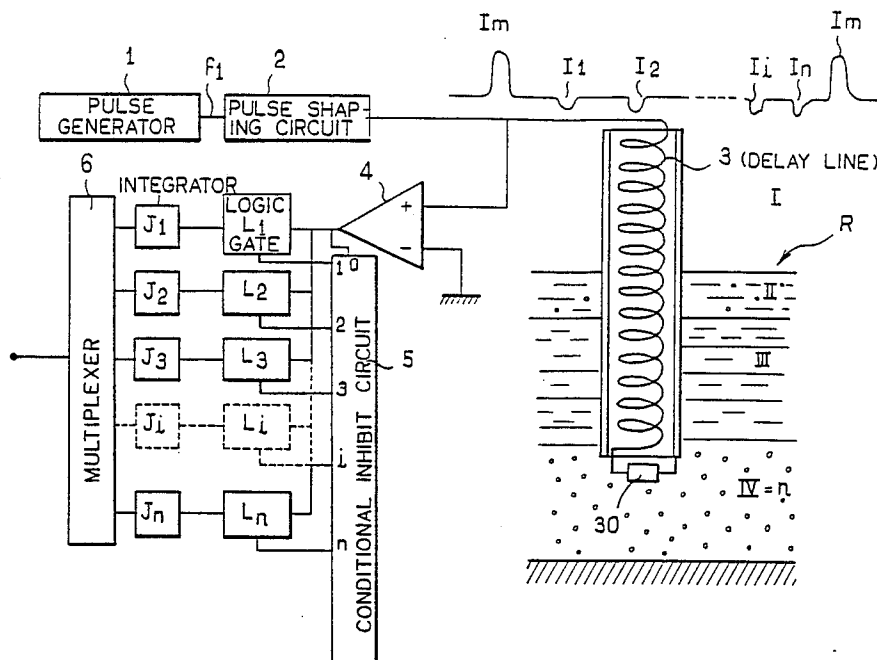 Im
Im
I1
I2
Ii
In
1
f1
2
PULSE
GENERATOR
PULSE SHAP-
ING CIRCUIT
3 (DELAY LINE)
I
R
6
INTEGRATOR
4
J1
LOGIC
L1
GATE
+
-
1
0
J2
L2
2
II
J3
L3
3
5
III
Ji
Li
i
Jn
Ln
n
MULTIPLEXER
CONDITIONAL INHIBIT CIRCUIT
30
IV=n